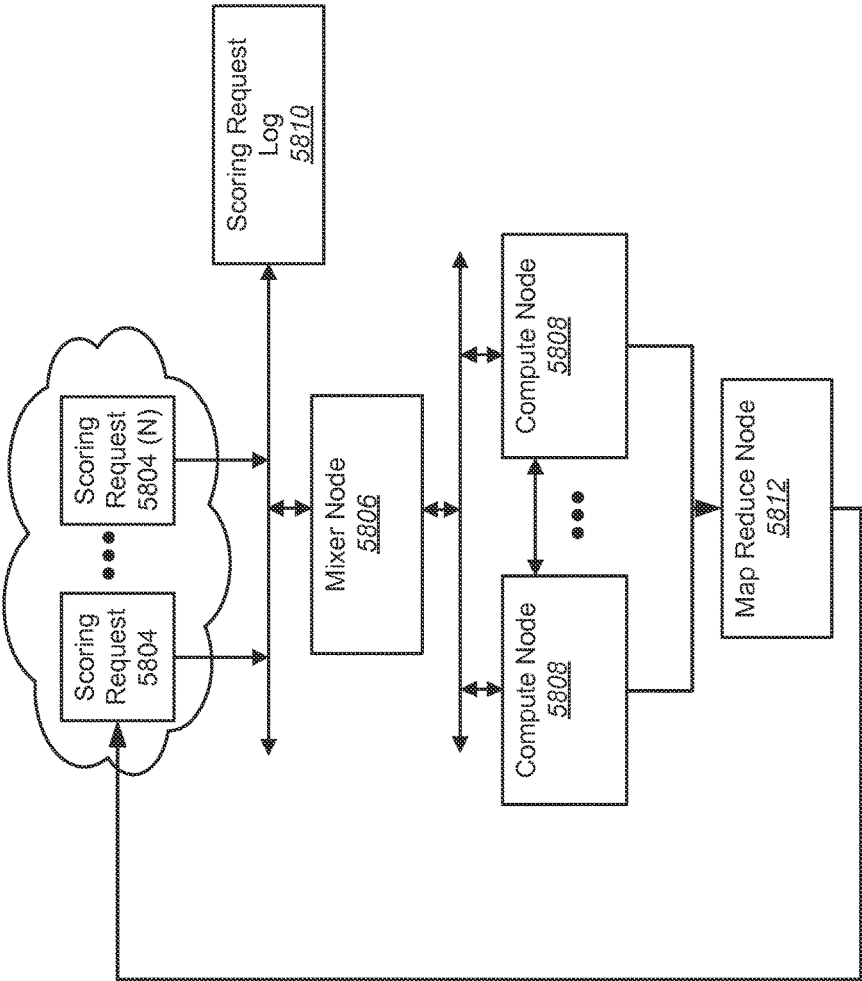 Scoring
Request
5804
Scoring
Request
5804 (N)
Scoring Request
Log
5810
Mixer Node
5806
Compute Node
5808
Compute Node
5808
Map Reduce Node
5812